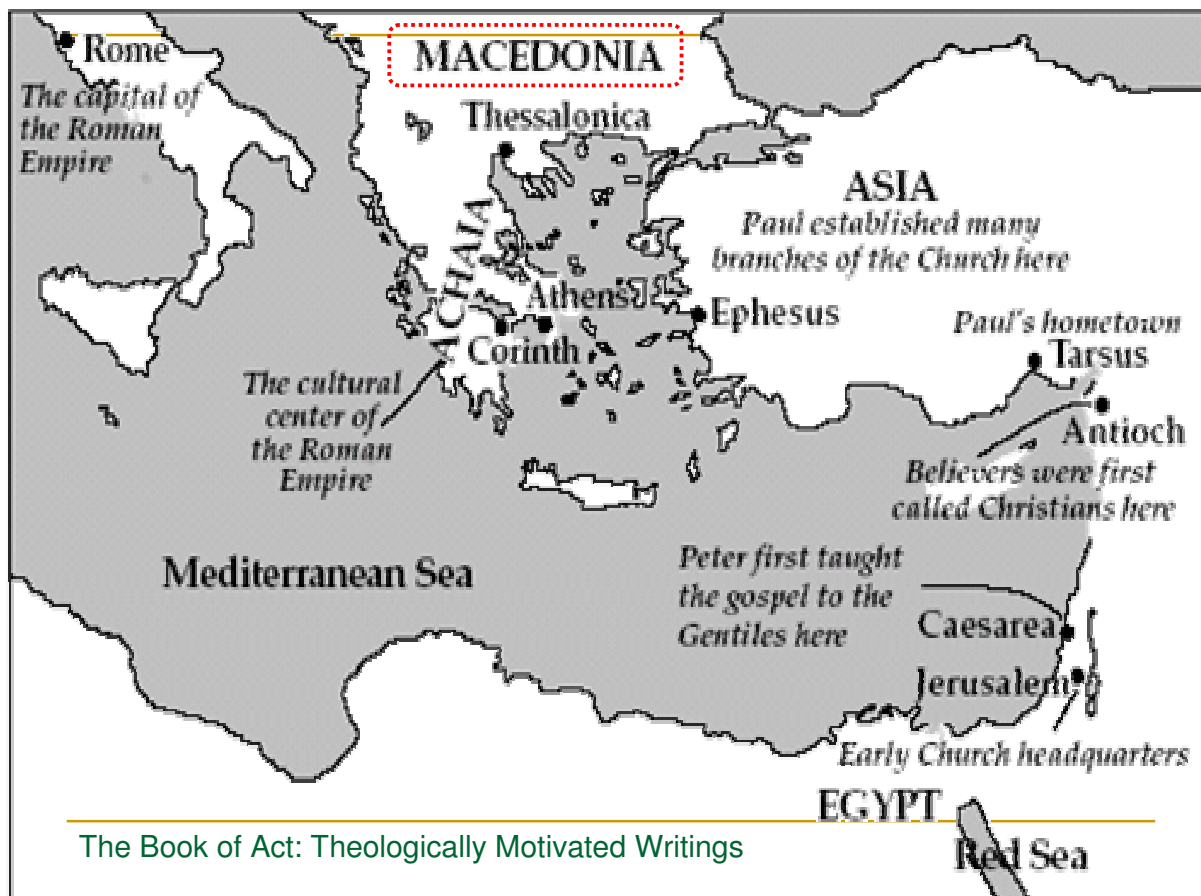 Rome
The capital of
the Roman
Empire
MACEDONIA
Thessalonica
ASIA
Paul established many
branches of the Church here
ACHAIA
Athens
Corinth
Ephesus
The cultural
center of
the Roman
Empire
Paul's hometown
Tarsus
Antioch
Believers were first
called Christians here
Mediterranean Sea
Peter first taught
the gospel to the
Gentiles here
Caesarea
Jerusalem
Early Church headquarters
EGYPT
Red Sea
The Book of Act: Theologically Motivated Writings